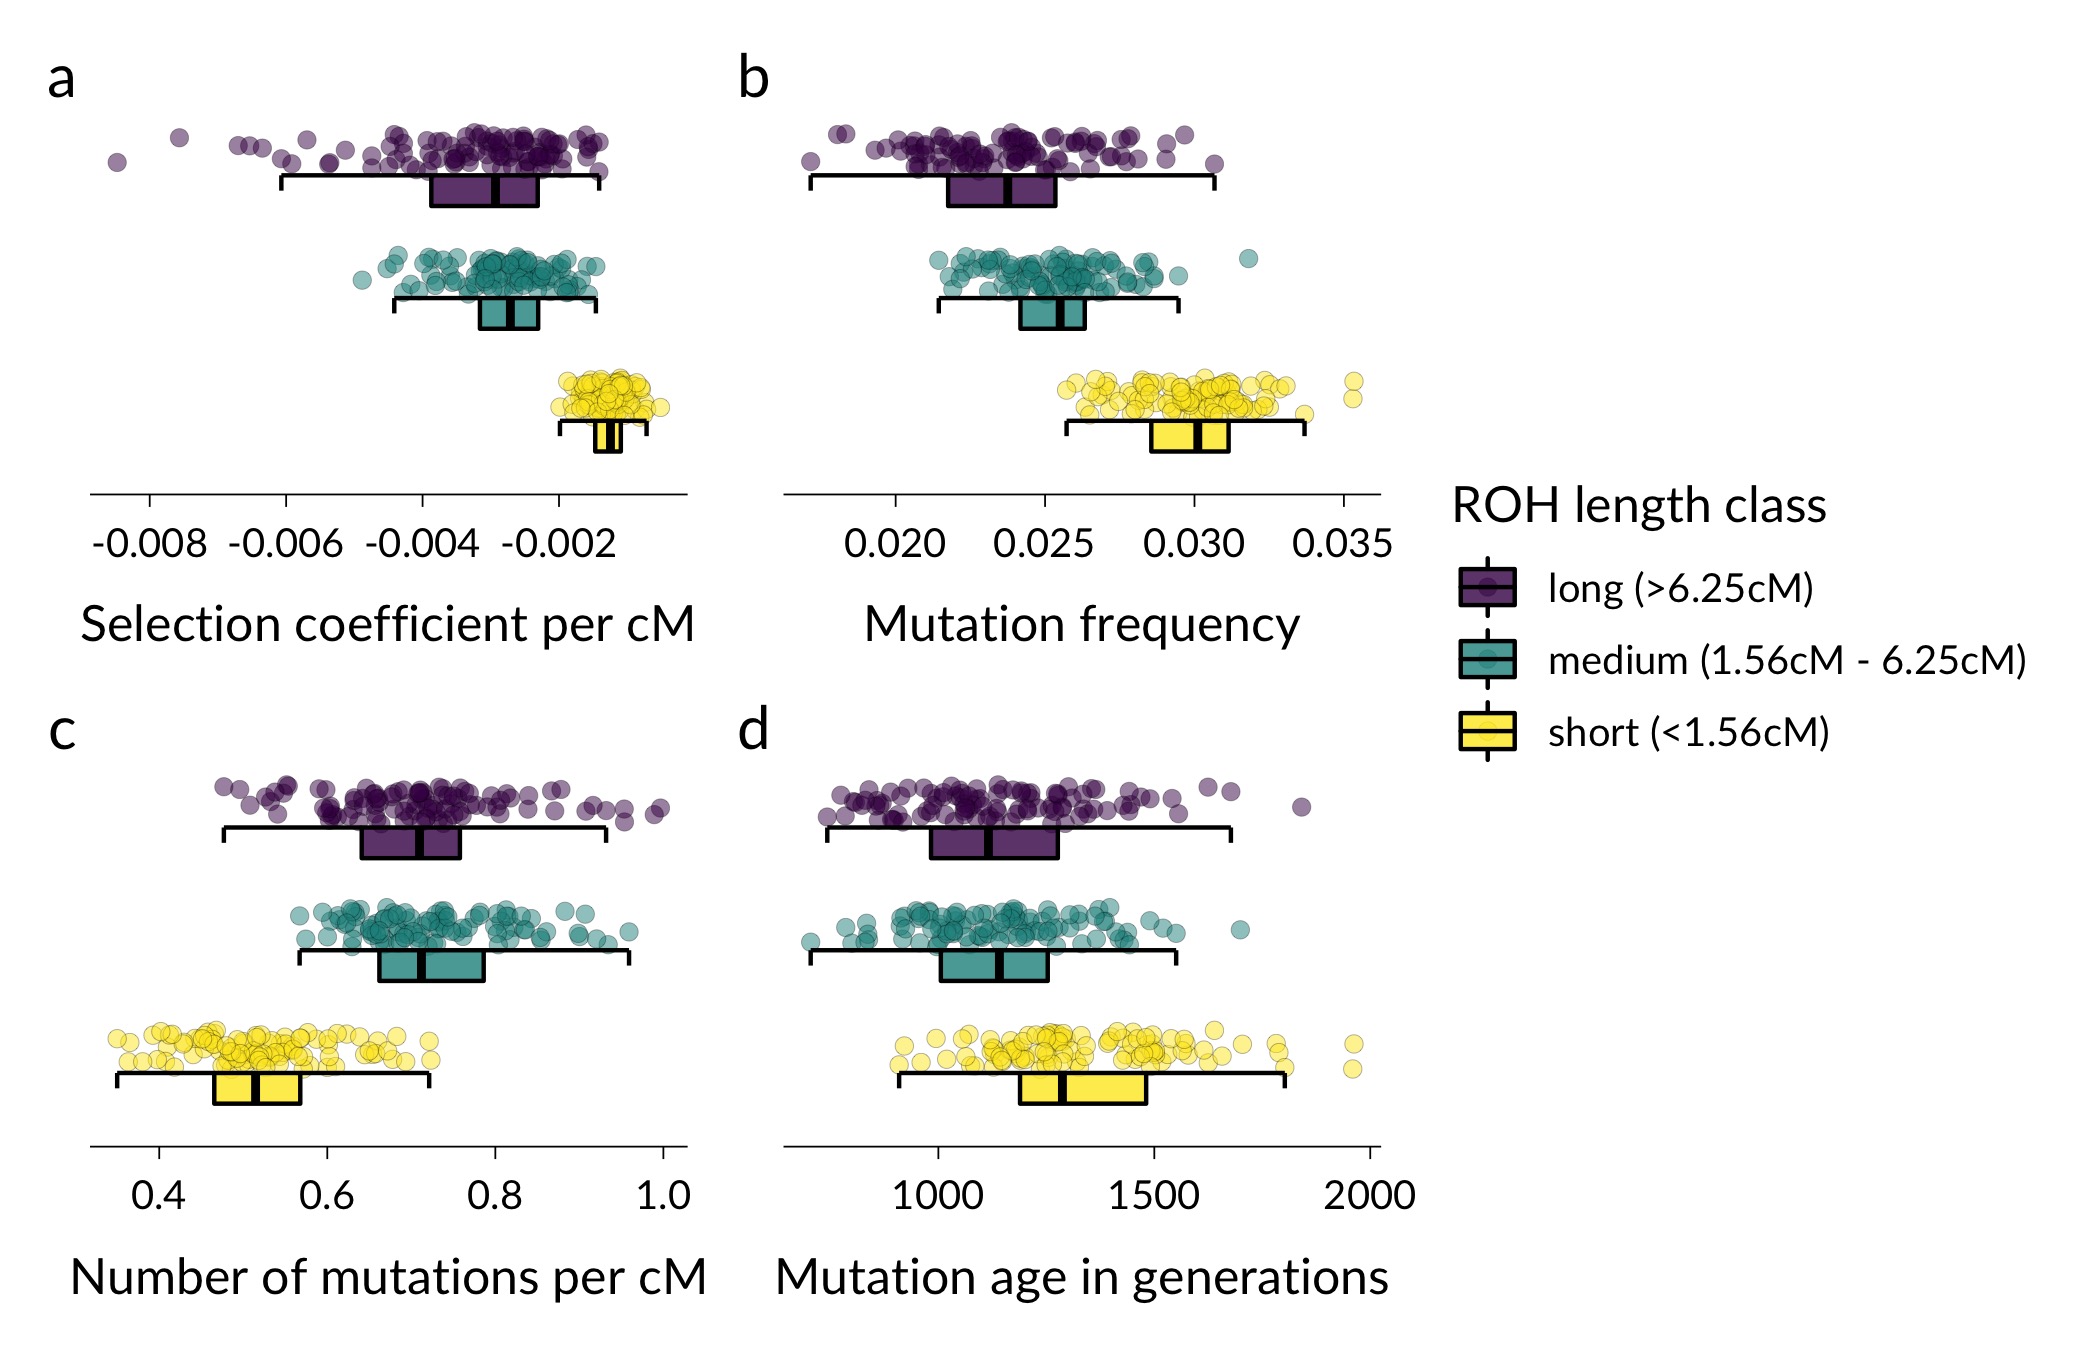 a
b
-0.008 -0.006 -0.004 -0.002
Selection coefficient per cM
0.020 0.025 0.030 0.035
Mutation frequency
ROH length class
long (>6.25cM)
medium (1.56cM - 6.25cM)
short (<1.56cM)
c
d
0.4 0.6 0.8 1.0
Number of mutations per cM
1000 1500 2000
Mutation age in generations